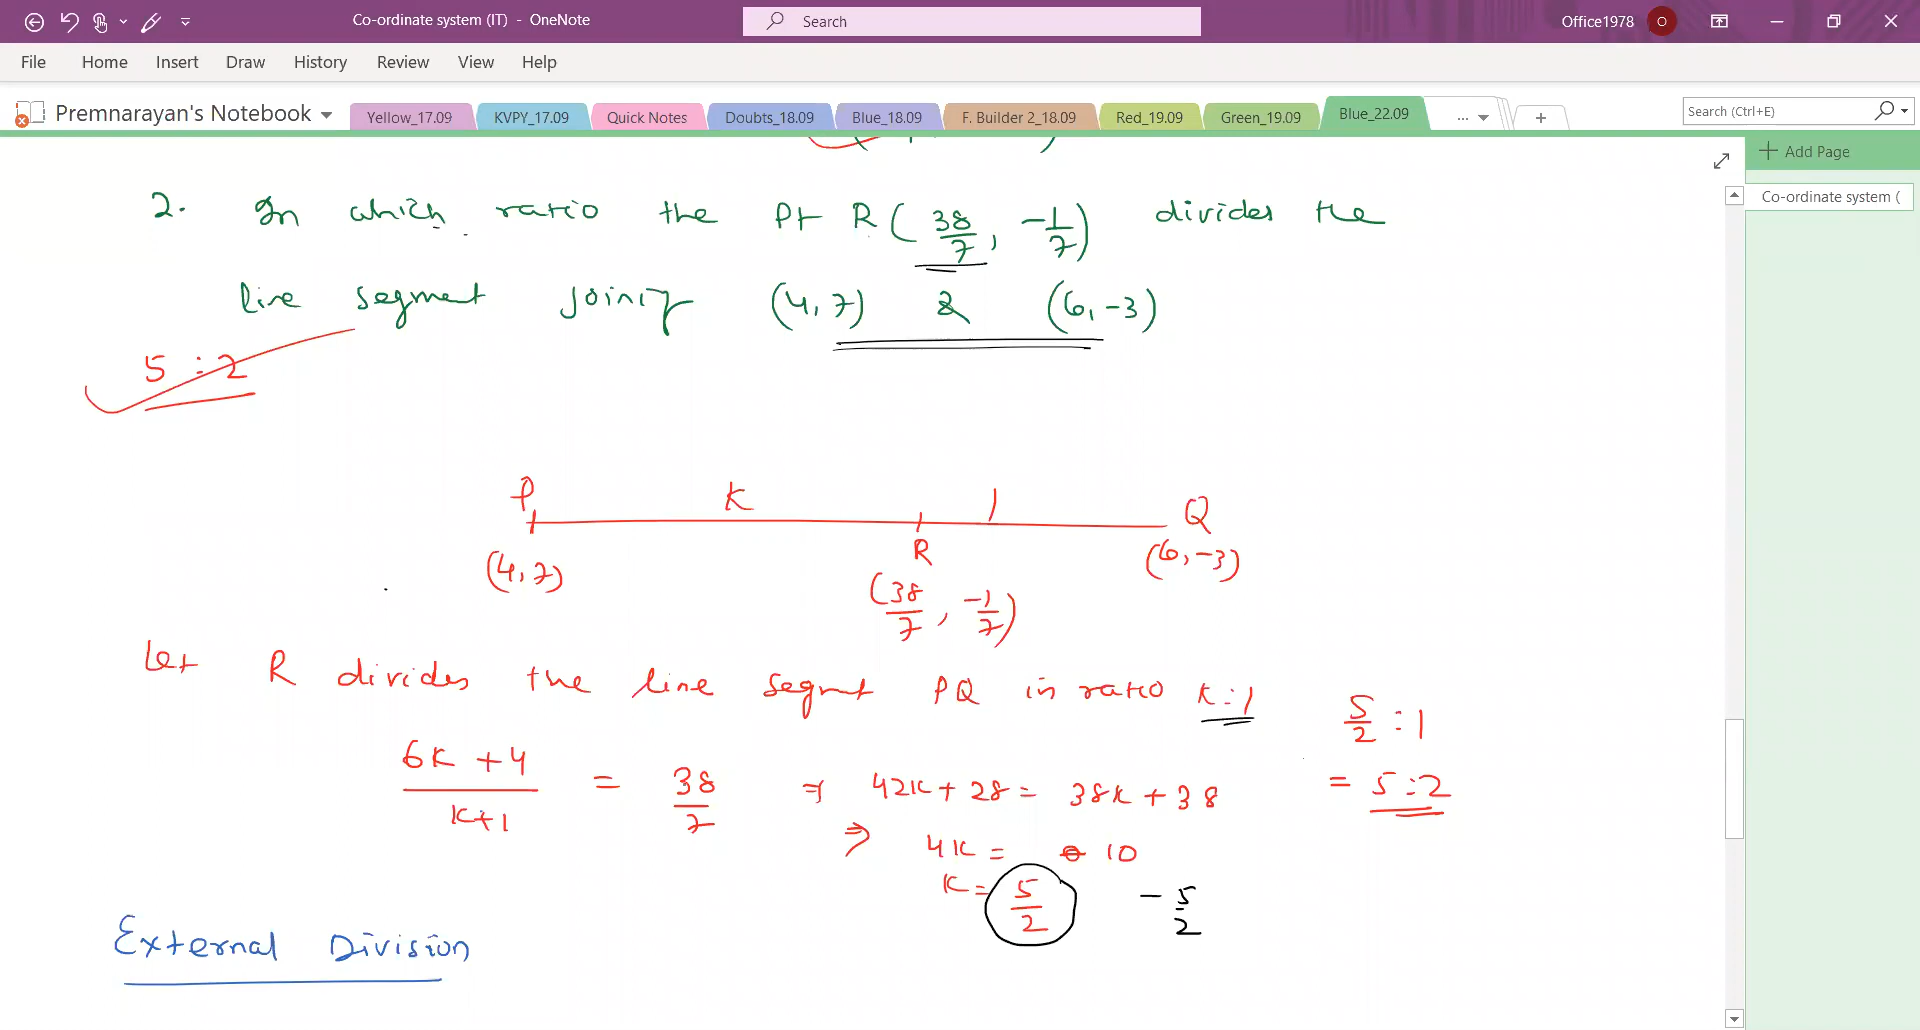 Co-ordinate system (IT) - OneNote
Search
Office1978
O
File Home Insert Draw History Review View Help
Premnarayan's Notebook
Yellow_17.09 KVPY_17.09 Quick Notes Doubts_18.09 Blue_18.09 F. Builder 2_18.09 Red_19.09 Green_19.09 Blue_22.09 ...
Search (Ctrl+E)
Add Page
Co-ordinate system (
2. In which ratio the Pt R(38/7, -1/7) divides the
line segment joining (4,7) & (6,-3)
5 : 2
P K 1 Q
(4,7) R (6,-3)
(38/7, -1/7)
Let R divides the line segmnt PQ in ratio K:1
5/2 : 1
(6K+4)/(K+1) = 38/7 ⇒ 42K+28 = 38K+38
= 5:2
⇒ 4K = 10
K = 5/2 -5/2
External Division